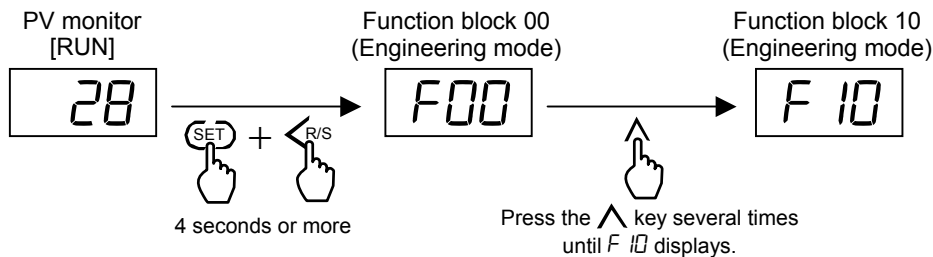 PV monitor
[RUN]
28
SET + <R/S
4 seconds or more
Function block 00
(Engineering mode)
F00
Press the ∧ key several times
until F 10 displays.
Function block 10
(Engineering mode)
F 10